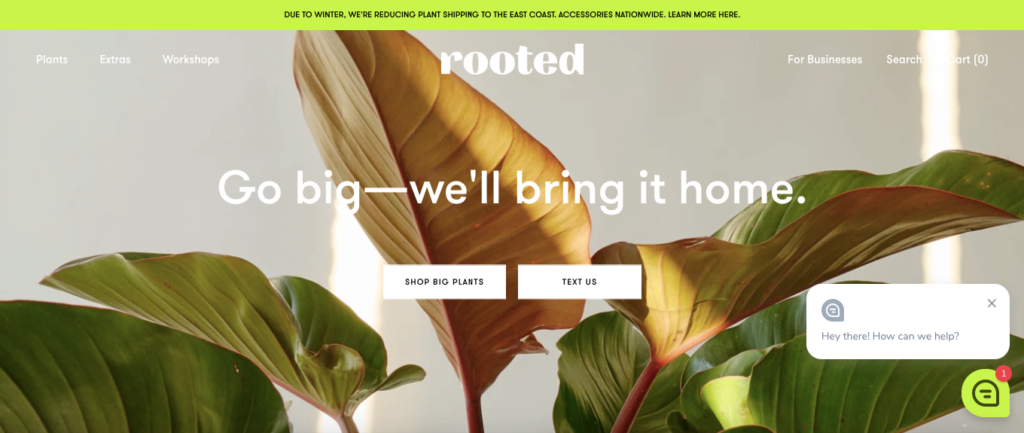 DUE TO WINTER, WE'RE REDUCING PLANT SHIPPING TO THE EAST COAST. ACCESSORIES NATIONWIDE. LEARN MORE HERE.
Plants Extras Workshops rooted For Businesses Search Cart (0)
Go big—we'll bring it home.
SHOP BIG PLANTS TEXT US
Hey there! How can we help?
1